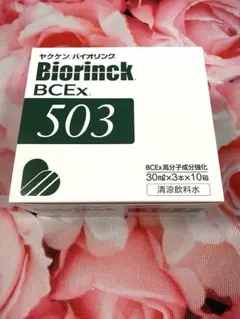 ヤクケン バイオリンク
Biorinck®
BCEx®
503
BCEx高分子成分強化
30ml×3本×10箱
清涼飲料水